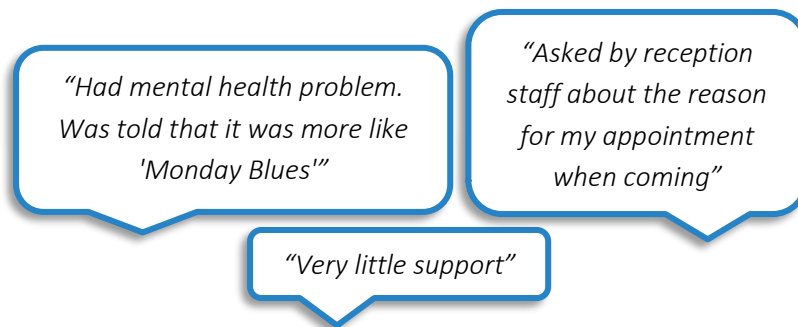 “Had mental health problem.
Was told that it was more like
'Monday Blues'”
“Asked by reception
staff about the reason
for my appointment
when coming”
“Very little support”